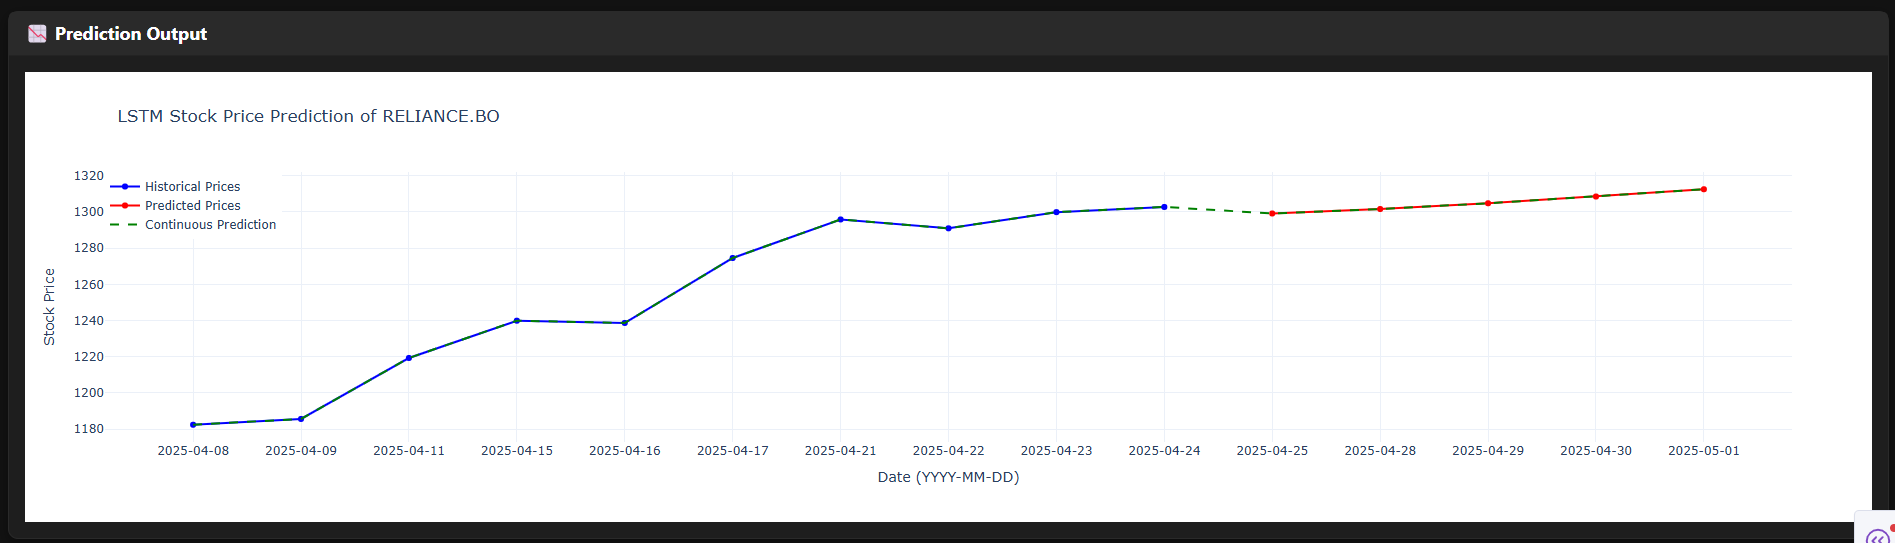 Prediction Output
LSTM Stock Price Prediction of RELIANCE.BO
Historical Prices
Predicted Prices
Continuous Prediction
1320
1300
1280
1260
1240
1220
1200
1180
Stock Price
2025-04-08 2025-04-09 2025-04-11 2025-04-15 2025-04-16 2025-04-17 2025-04-21 2025-04-22 2025-04-23 2025-04-24 2025-04-25 2025-04-28 2025-04-29 2025-04-30 2025-05-01
Date (YYYY-MM-DD)